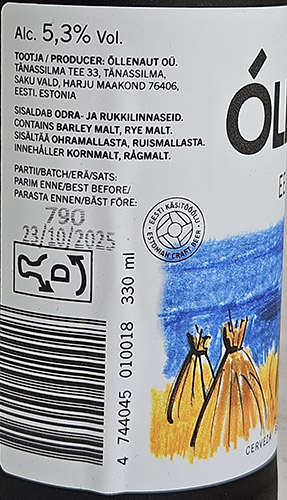 Alc. 5,3% Vol.
TOOTJA / PRODUCER: ÕLLENAUT OÜ.
TÄNASSILMA TEE 33, TÄNASSILMA,
SAKU VALD, HARJU MAAKOND 76406,
EESTI. ESTONIA
SISALDAB ODRA- JA RUKKILINNASEID.
CONTAINS BARLEY MALT, RYE MALT.
SISÄLTÄÄ OHRAMALLASTA, RUISMALLASTA.
INNEHÅLLER KORNMALT, RÅGMALT.
PARTII/BATCH/ERÄ/SATS:
PARIM ENNE/BEST BEFORE/
PARASTA ENNEN/BÄST FÖRE:
790
23/10/2025
EESTI KÄSITÖÖÕLU
ESTONIAN CRAFT BEER
D
330 ml
4 744045 010018
ÓL
E
CERVEZA